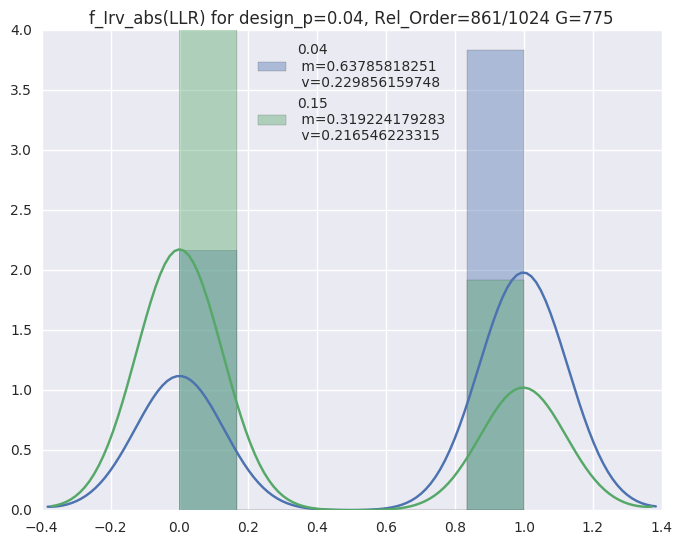 f_Irv_abs(LLR) for design_p=0.04, Rel_Order=861/1024 G=775
4.0
3.5
3.0
2.5
2.0
1.5
1.0
0.5
0.0
0.04
m=0.63785818251
v=0.229856159748
0.15
m=0.319224179283
v=0.216546223315
−0.4 −0.2 0.0 0.2 0.4 0.6 0.8 1.0 1.2 1.4